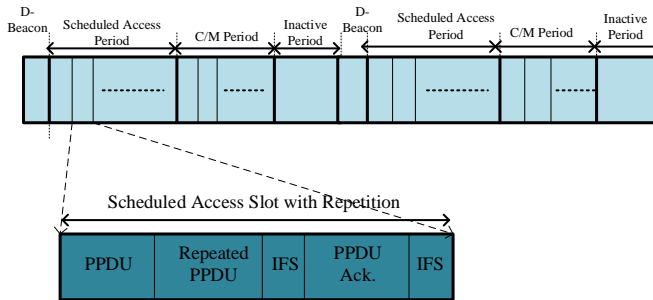 D-
Beacon
Scheduled Access
Period
C/M Period
Inactive
Period
D-
Beacon
Scheduled Access
Period
C/M Period
Inactive
Period
Scheduled Access Slot with Repetition
PPDU
Repeated
PPDU
IFS
PPDU
Ack.
IFS